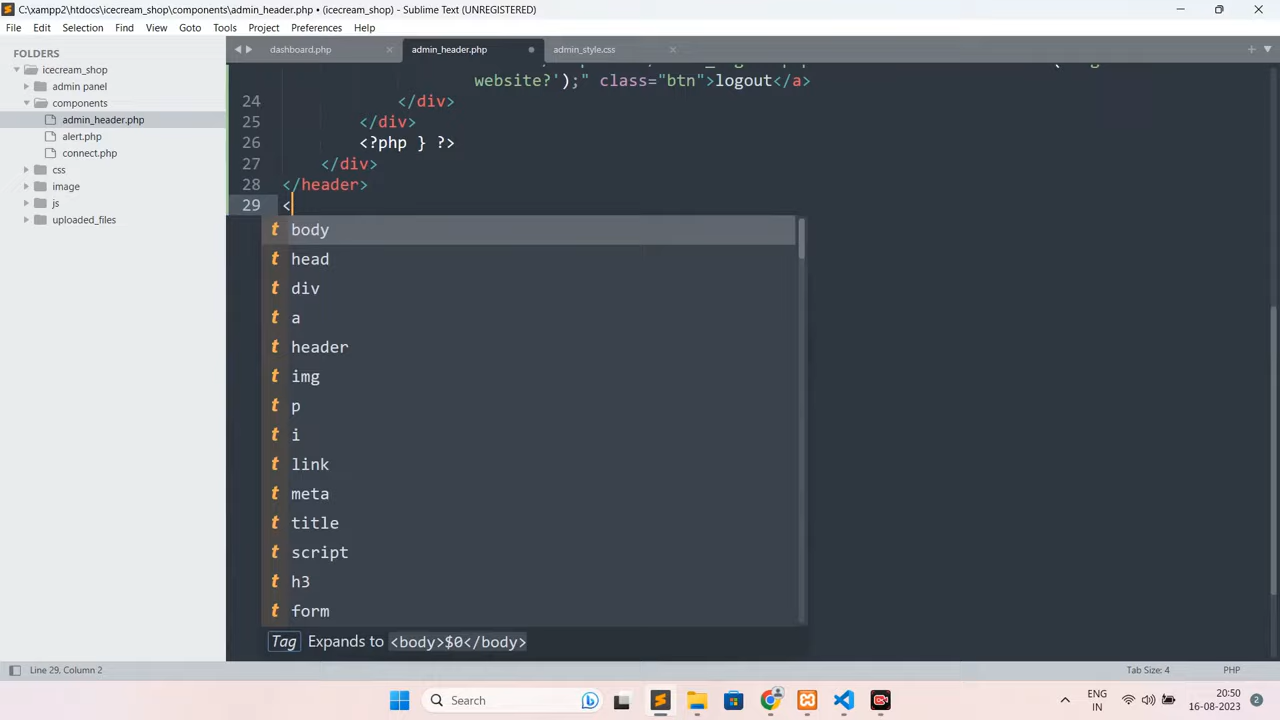 C:\xampp2\htdocs\icecream_shop\components\admin_header.php • (icecream_shop) - Sublime Text (UNREGISTERED)
File Edit Selection Find View Goto Tools Project Preferences Help
FOLDERS
icecream_shop
admin panel
components
admin_header.php
alert.php
connect.php
css
image
js
uploaded_files
dashboard.php
admin_header.php
admin_style.css
website?');" class="btn">logout</a>
24 </div>
25 </div>
26 <?php } ?>
27 </div>
28 </header>
29 <
t body
t head
t div
t a
t header
t img
t p
t i
t link
t meta
t title
t script
t h3
t form
Tag Expands to <body>$0</body>
Line 29, Column 2
Tab Size: 4
PHP
Search
ENG
IN
20:50
16-08-2023
2